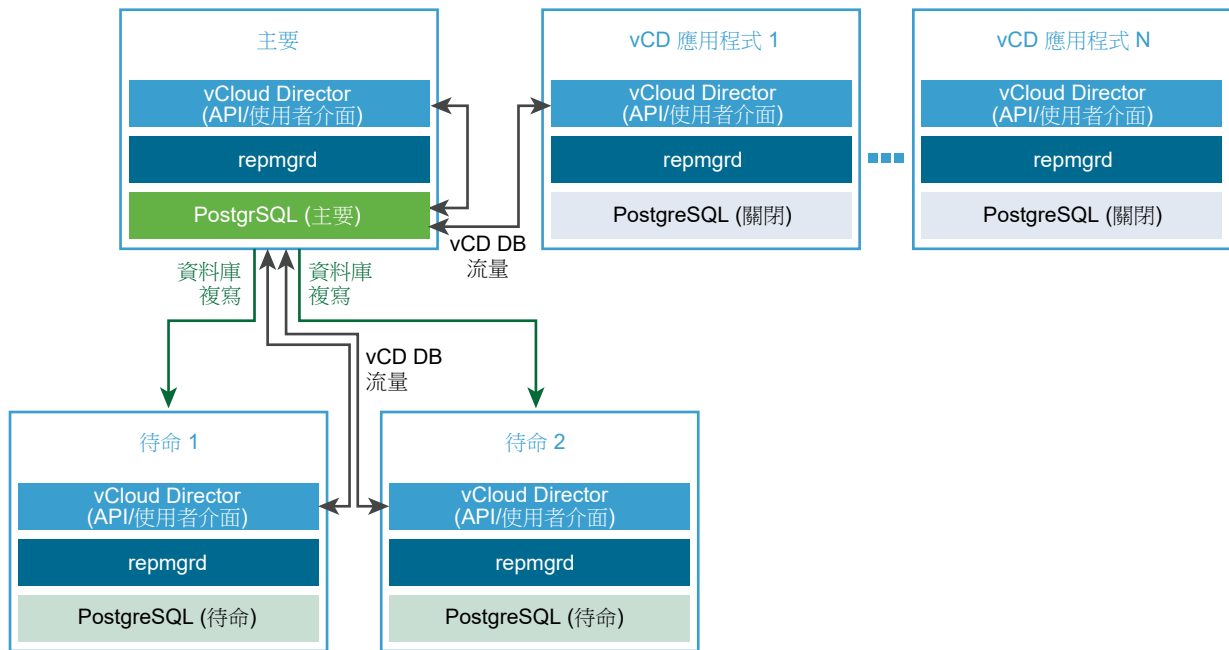 主要
vCloud Director
(API/使用者介面)
repmgrd
PostgrSQL (主要)
vCD 應用程式 1
vCloud Director
(API/使用者介面)
repmgrd
PostgreSQL (關閉)
vCD 應用程式 N
vCloud Director
(API/使用者介面)
repmgrd
PostgreSQL (關閉)
vCD DB
流量
資料庫
複寫
資料庫
複寫
vCD DB
流量
待命 1
vCloud Director
(API/使用者介面)
repmgrd
PostgreSQL (待命)
待命 2
vCloud Director
(API/使用者介面)
repmgrd
PostgreSQL (待命)